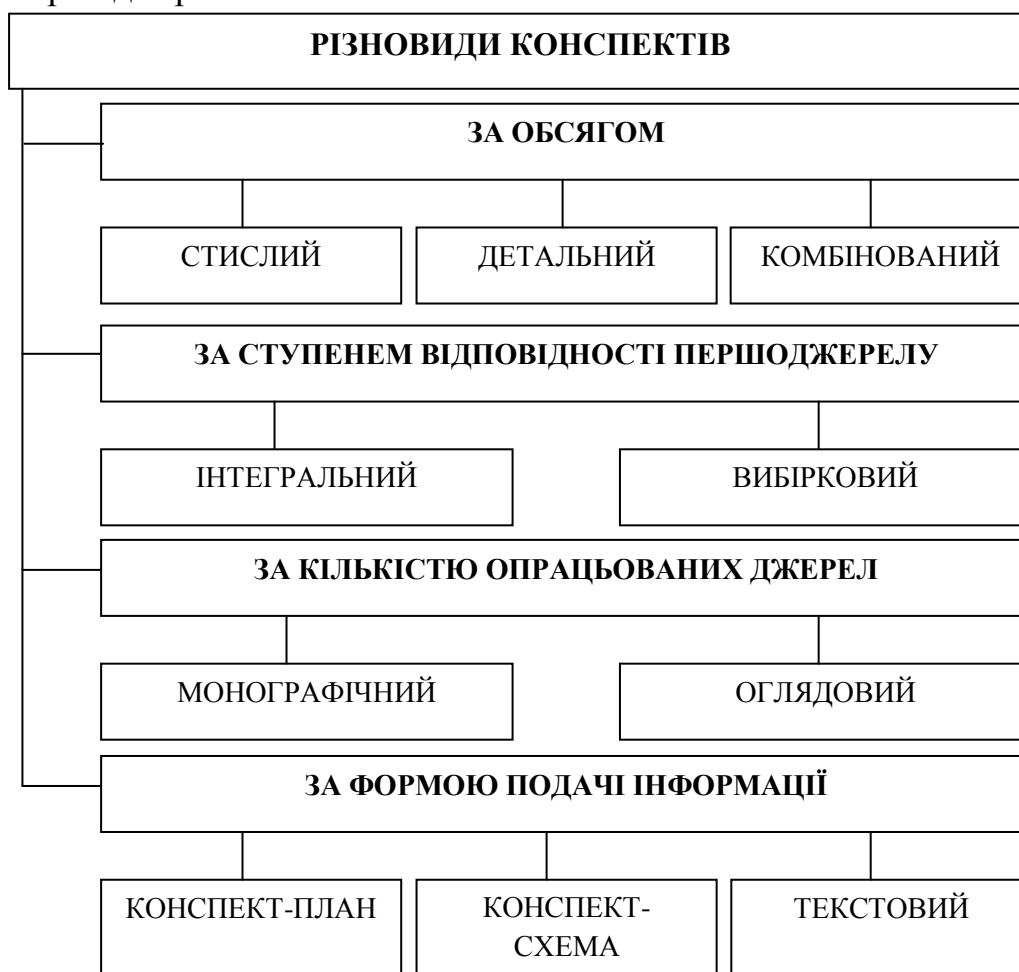 РІЗНОВИДИ КОНСПЕКТІВ
ЗА ОБСЯГОМ
СТИСЛИЙ
ДЕТАЛЬНИЙ
КОМБІНОВАНИЙ
ЗА СТУПЕНЕМ ВІДПОВІДНОСТІ ПЕРШОДЖЕРЕЛУ
ІНТЕГРАЛЬНИЙ
ВИБІРКОВИЙ
ЗА КІЛЬКІСТЮ ОПРАЦЬОВАНИХ ДЖЕРЕЛ
МОНОГРАФІЧНИЙ
ОГЛЯДОВИЙ
ЗА ФОРМОЮ ПОДАЧІ ІНФОРМАЦІЇ
КОНСПЕКТ-ПЛАН
КОНСПЕКТ-
СХЕМА
ТЕКСТОВИЙ